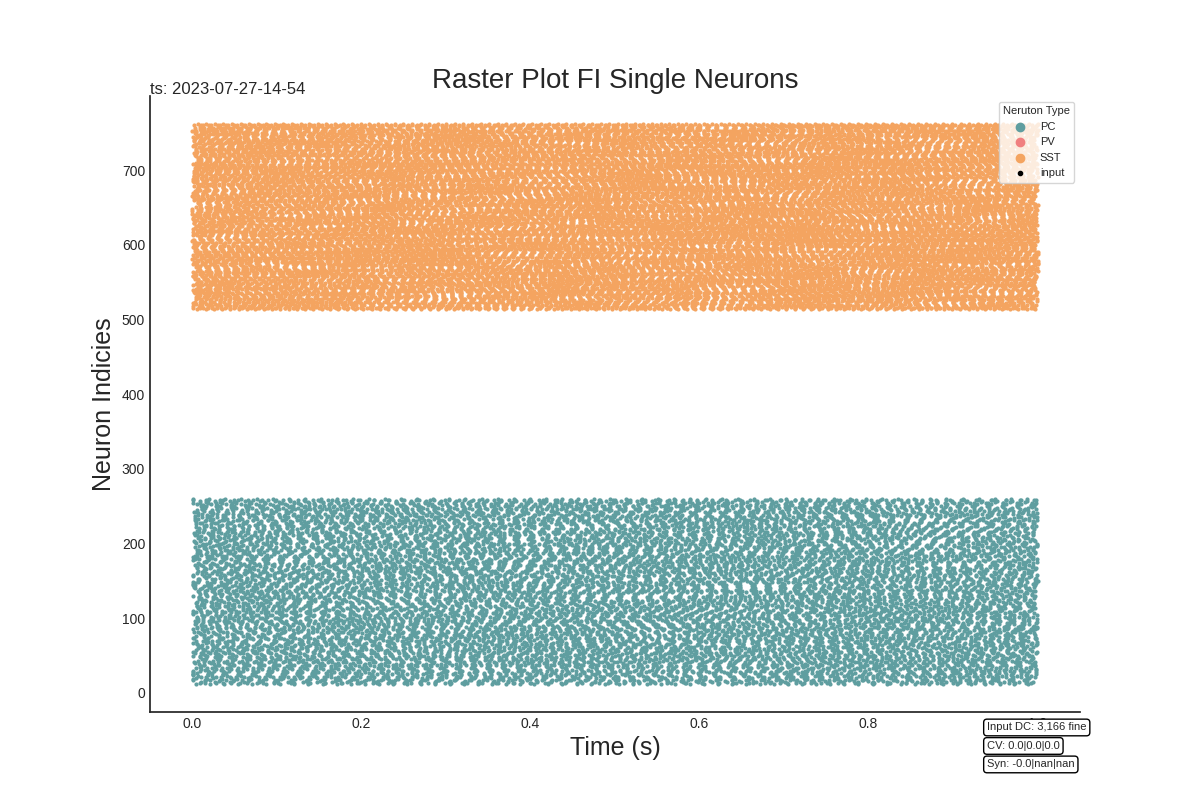 Raster Plot FI Single Neurons
ts: 2023-07-27-14-54
Neruton Type
PC
PV
SST
input
Neuron Indicies
700
600
500
400
300
200
100
0
0.0
0.2
0.4
0.6
0.8
Time (s)
Input DC: 3,166 fine
CV: 0.0|0.0|0.0
Syn: -0.0|nan|nan